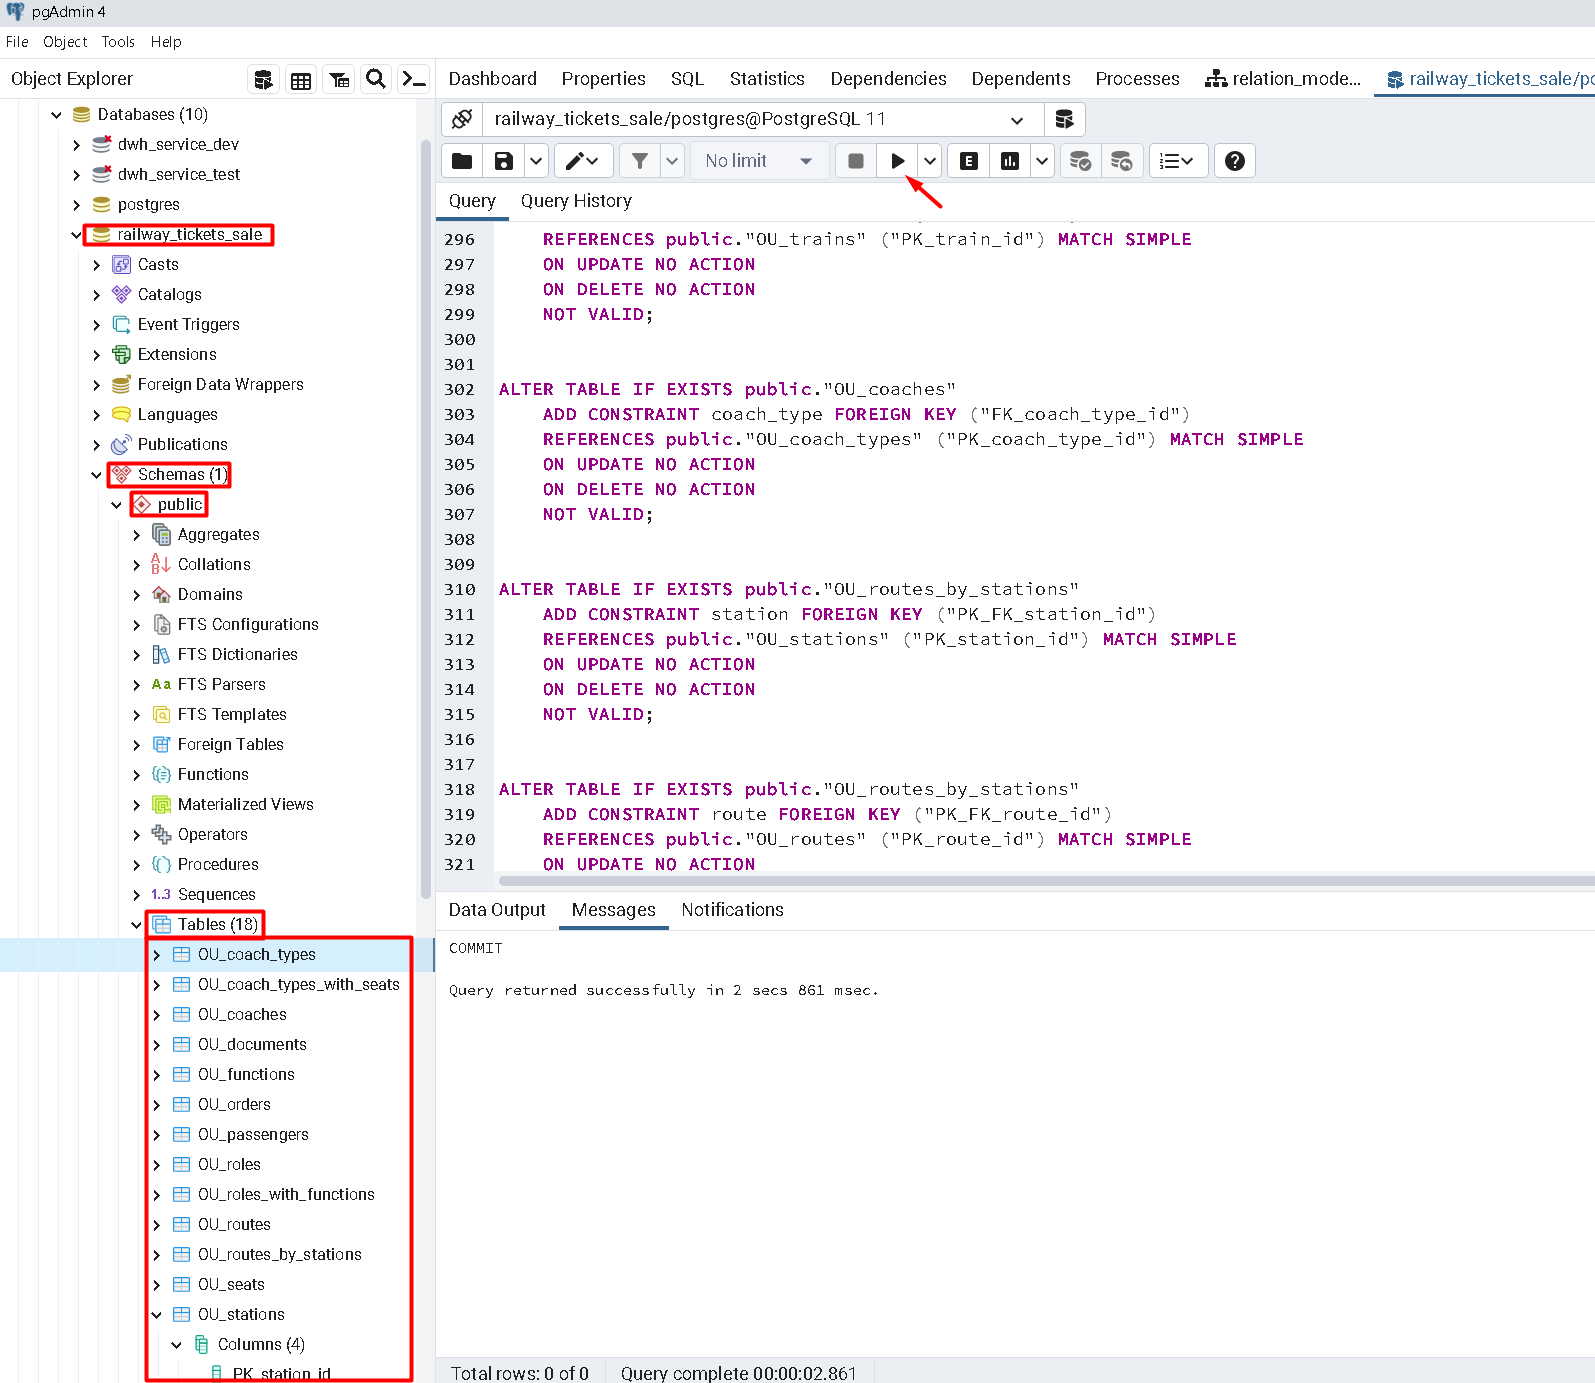 pgAdmin 4
File Object Tools Help
Object Explorer
Dashboard Properties SQL Statistics Dependencies Dependents Processes relation_mode... railway_tickets_sale/po
Databases (10)
dwh_service_dev
dwh_service_test
postgres
railway_tickets_sale
Casts
Catalogs
Event Triggers
Extensions
Foreign Data Wrappers
Languages
Publications
Schemas (1)
public
Aggregates
Collations
Domains
FTS Configurations
FTS Dictionaries
Aa FTS Parsers
FTS Templates
Foreign Tables
Functions
Materialized Views
Operators
Procedures
1.3 Sequences
Tables (18)
OU_coach_types
OU_coach_types_with_seats
OU_coaches
OU_documents
OU_functions
OU_orders
OU_passengers
OU_roles
OU_roles_with_functions
OU_routes
OU_routes_by_stations
OU_seats
OU_stations
Columns (4)
PK_station_id
railway_tickets_sale/postgres@PostgreSQL 11
No limit
E
Query Query History
296 REFERENCES public."OU_trains" ("PK_train_id") MATCH SIMPLE
297 ON UPDATE NO ACTION
298 ON DELETE NO ACTION
299 NOT VALID;
300
301
302 ALTER TABLE IF EXISTS public."OU_coaches"
303 ADD CONSTRAINT coach_type FOREIGN KEY ("FK_coach_type_id")
304 REFERENCES public."OU_coach_types" ("PK_coach_type_id") MATCH SIMPLE
305 ON UPDATE NO ACTION
306 ON DELETE NO ACTION
307 NOT VALID;
308
309
310 ALTER TABLE IF EXISTS public."OU_routes_by_stations"
311 ADD CONSTRAINT station FOREIGN KEY ("PK_FK_station_id")
312 REFERENCES public."OU_stations" ("PK_station_id") MATCH SIMPLE
313 ON UPDATE NO ACTION
314 ON DELETE NO ACTION
315 NOT VALID;
316
317
318 ALTER TABLE IF EXISTS public."OU_routes_by_stations"
319 ADD CONSTRAINT route FOREIGN KEY ("PK_FK_route_id")
320 REFERENCES public."OU_routes" ("PK_route_id") MATCH SIMPLE
321 ON UPDATE NO ACTION
Data Output Messages Notifications
COMMIT
Query returned successfully in 2 secs 861 msec.
Total rows: 0 of 0 Query complete 00:00:02.861